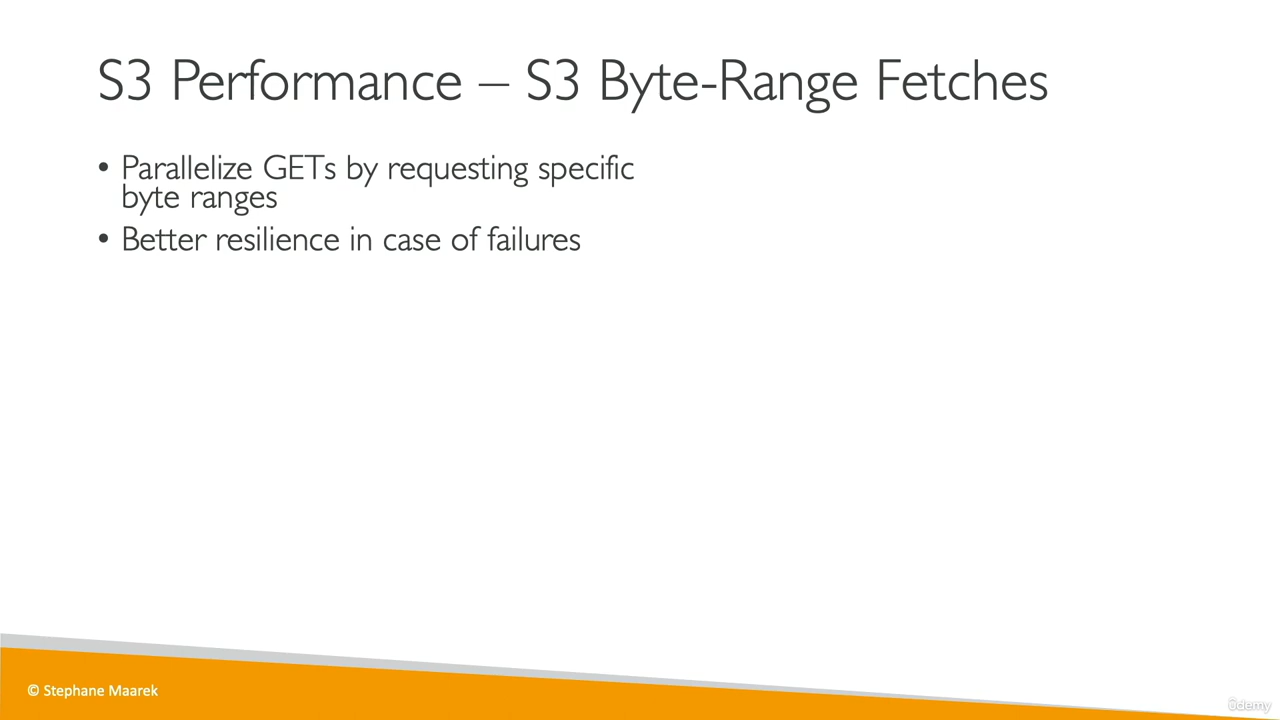 S3 Performance – S3 Byte-Range Fetches
• Parallelize GETs by requesting specific
byte ranges
• Better resilience in case of failures
© Stephane Maarek
ûdemy